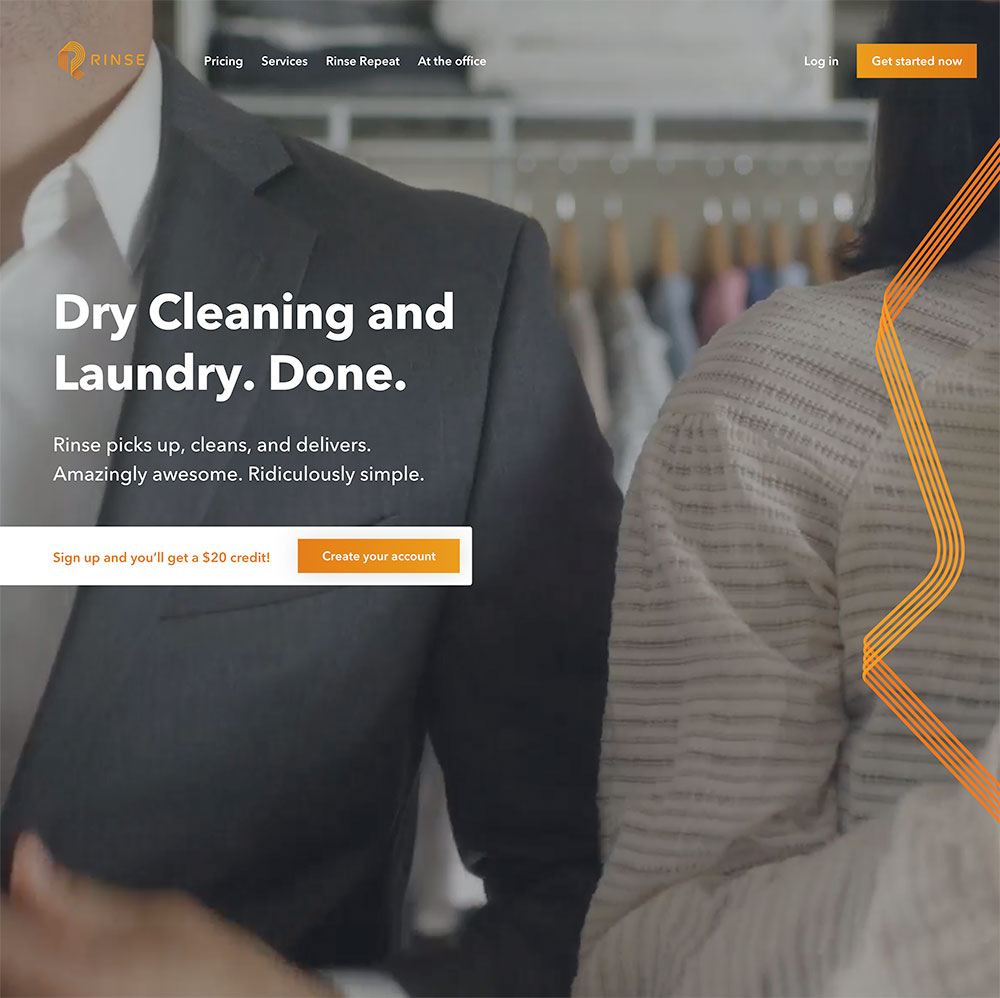 RINSE
Pricing Services Rinse Repeat At the office Log in Get started now
Dry Cleaning and
Laundry. Done.
Rinse picks up, cleans, and delivers.
Amazingly awesome. Ridiculously simple.
Sign up and you’ll get a $20 credit! Create your account